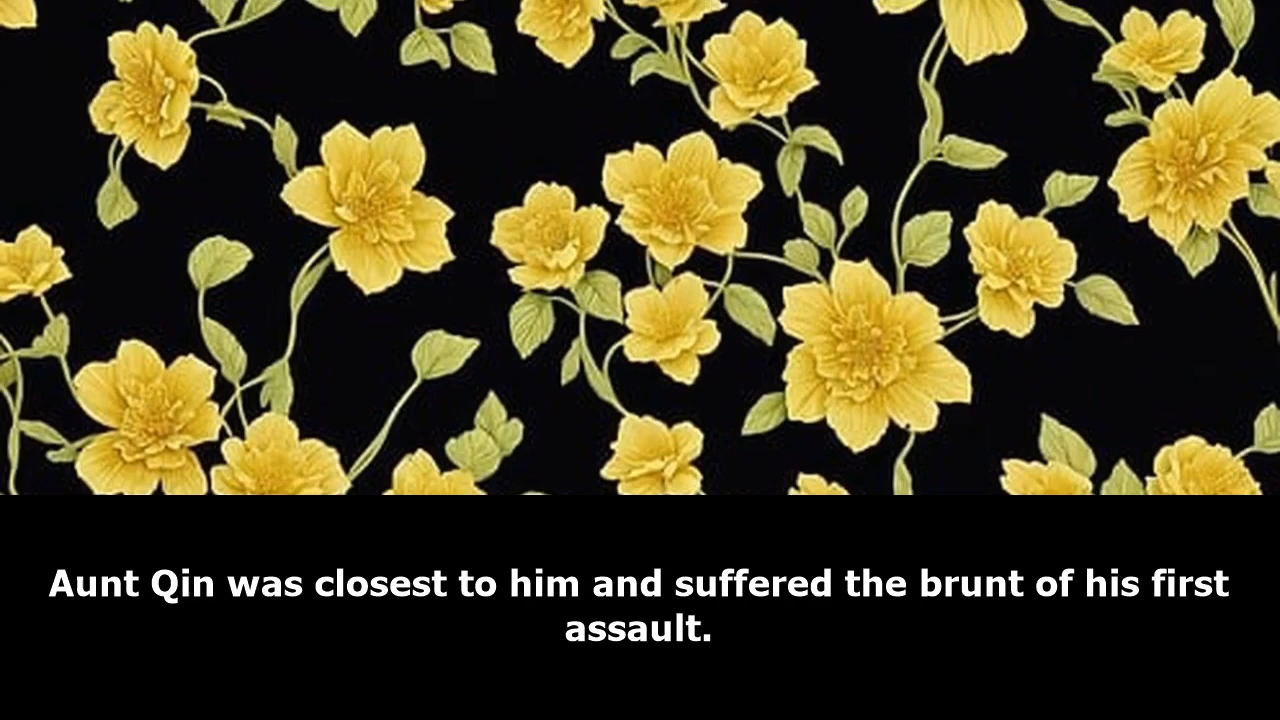 Aunt Qin was closest to him and suffered the brunt of his first
assault.